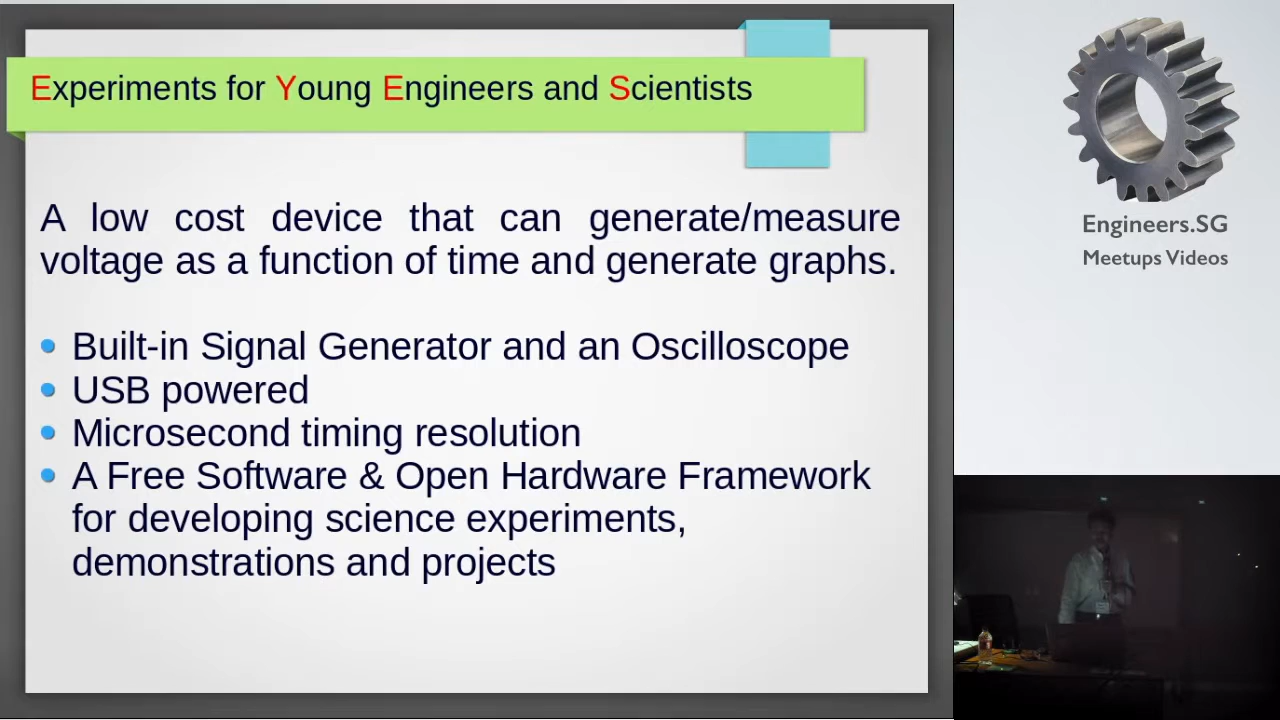 Experiments for Young Engineers and Scientists
A low cost device that can generate/measure
voltage as a function of time and generate graphs.
Built-in Signal Generator and an Oscilloscope
USB powered
Microsecond timing resolution
A Free Software & Open Hardware Framework
for developing science experiments,
demonstrations and projects
Engineers.SG
Meetups Videos